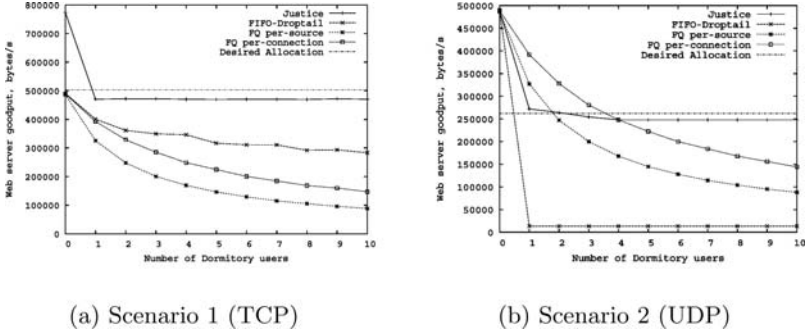 800000
700000
600000
500000
400000
300000
200000
100000
0
Web server goodput, bytes/s
Justice
FIFO-Droptail
FQ per-source
FQ per-connection
Desired Allocation
0 1 2 3 4 5 6 7 8 9 10
Number of Dormitory users
(a) Scenario 1 (TCP)
500000
450000
400000
350000
300000
250000
200000
150000
100000
50000
0
Web server goodput, bytes/s
Justice
FIFO-Droptail
FQ per-source
FQ per-connection
Desired Allocation
0 1 2 3 4 5 6 7 8 9 10
Number of Dormitory users
(b) Scenario 2 (UDP)